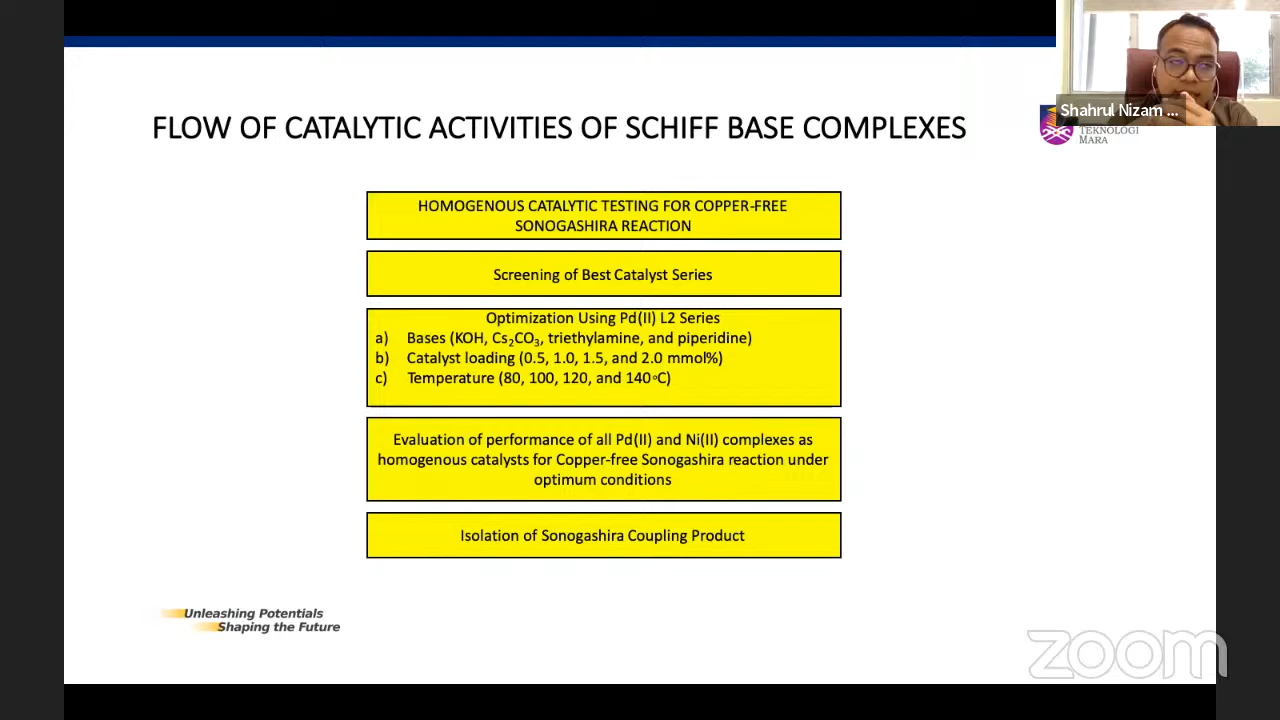 Shahrul Nizam ...
FLOW OF CATALYTIC ACTIVITIES OF SCHIFF BASE COMPLEXES
TEKNOLOGI
MARA
HOMOGENOUS CATALYTIC TESTING FOR COPPER-FREE
SONOGASHIRA REACTION
Screening of Best Catalyst Series
Optimization Using Pd(II) L2 Series
a) Bases (KOH, Cs₂CO₃, triethylamine, and piperidine)
b) Catalyst loading (0.5, 1.0, 1.5, and 2.0 mmol%)
c) Temperature (80, 100, 120, and 140◦C)
Evaluation of performance of all Pd(II) and Ni(II) complexes as
homogenous catalysts for Copper-free Sonogashira reaction under
optimum conditions
Isolation of Sonogashira Coupling Product
Unleashing Potentials
Shaping the Future
zoom